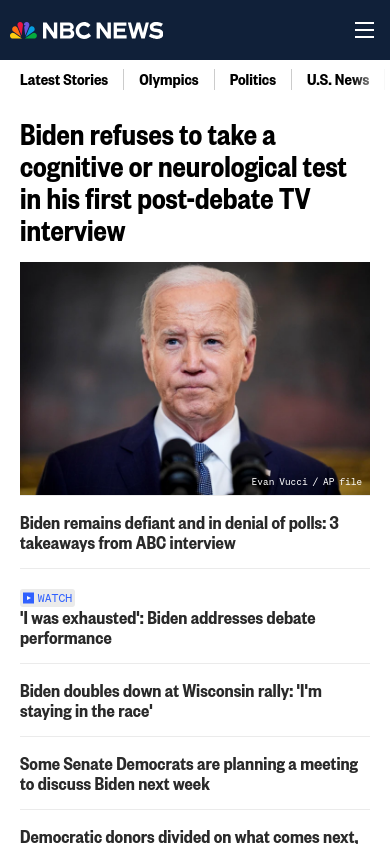 NBC NEWS
Latest Stories
Olympics
Politics
U.S. News
Biden refuses to take a
cognitive or neurological test
in his first post-debate TV
interview
Evan Vucci / AP file
Biden remains defiant and in denial of polls: 3
takeaways from ABC interview
WATCH
'I was exhausted': Biden addresses debate
performance
Biden doubles down at Wisconsin rally: 'I'm
staying in the race'
Some Senate Democrats are planning a meeting
to discuss Biden next week
Democratic donors divided on what comes next,